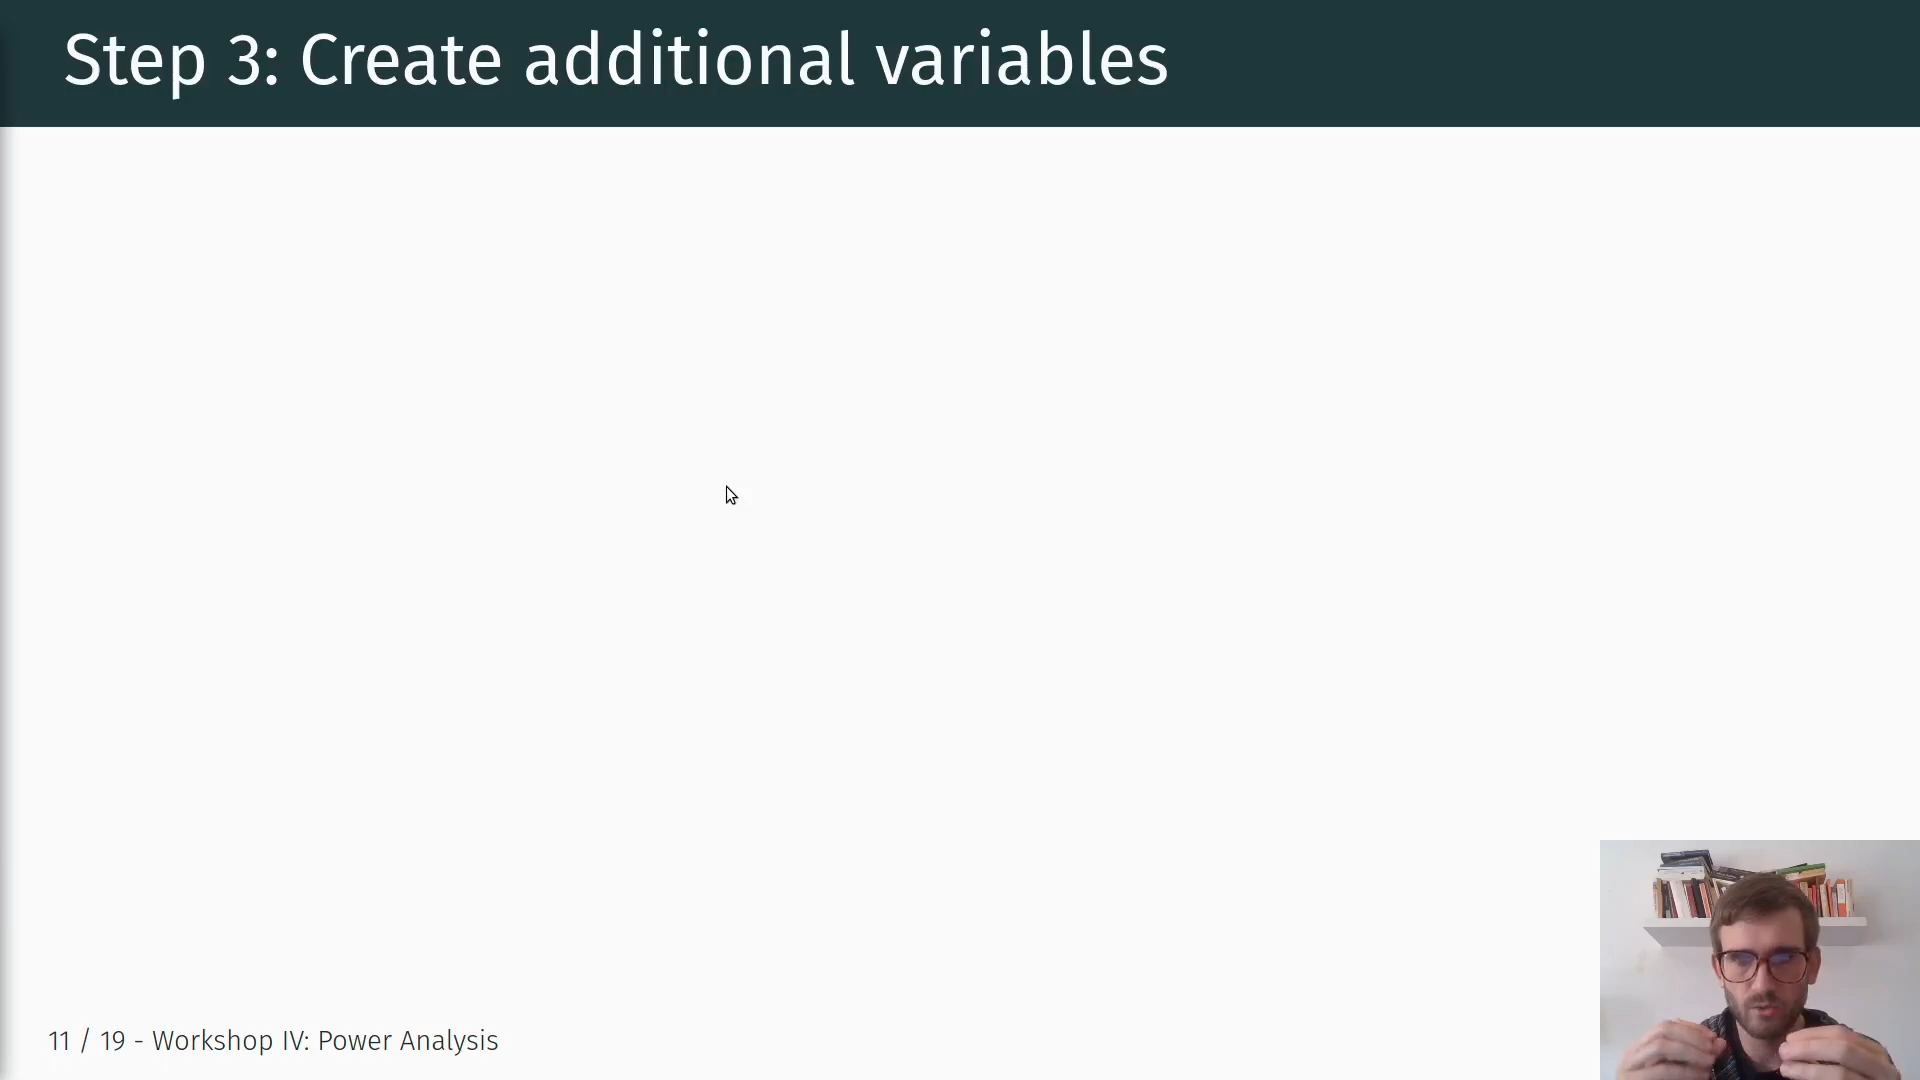 Step 3: Create additional variables
11 / 19 - Workshop IV: Power Analysis